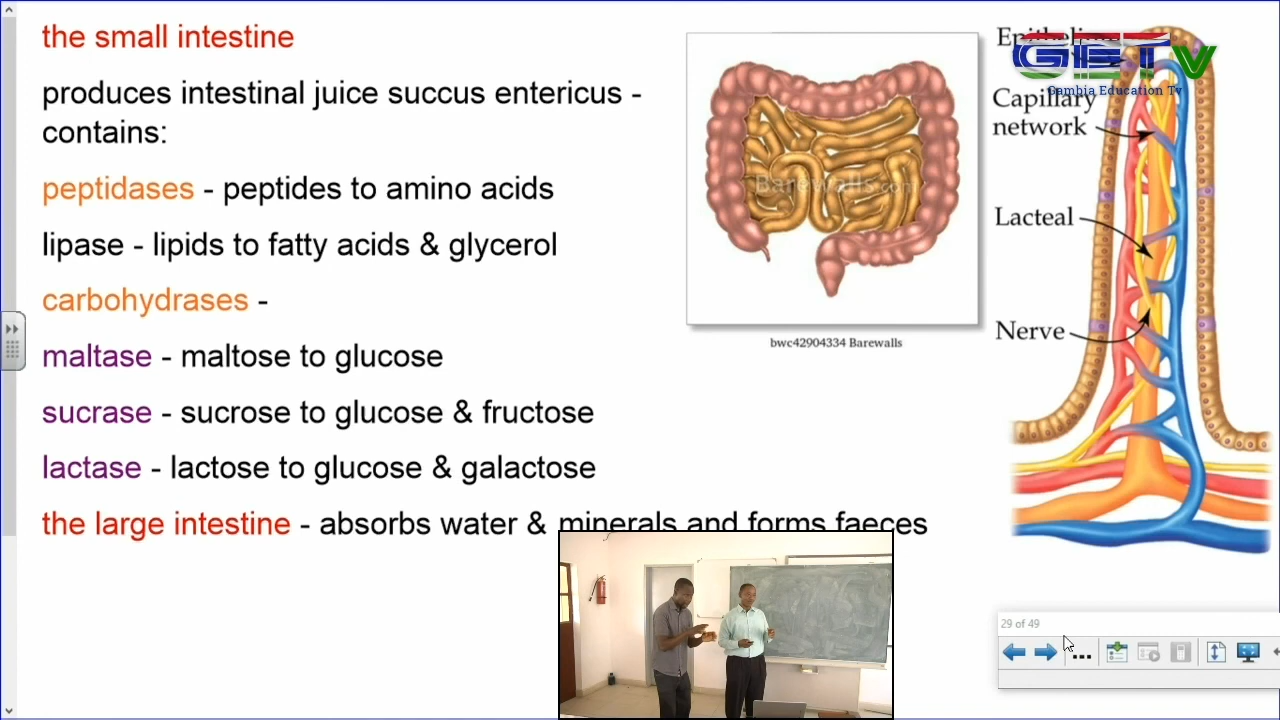 the small intestine
produces intestinal juice succus entericus -
contains:
peptidases - peptides to amino acids
lipase - lipids to fatty acids & glycerol
carbohydrases -
maltase - maltose to glucose
sucrase - sucrose to glucose & fructose
lactase - lactose to glucose & galactose
the large intestine - absorbs water & minerals and forms faeces
Barewalls.com
bwc42904334 Barewalls
Epithelium
GETV
Gambia Education Tv
Capillary
network
Lacteal
Nerve
29 of 49